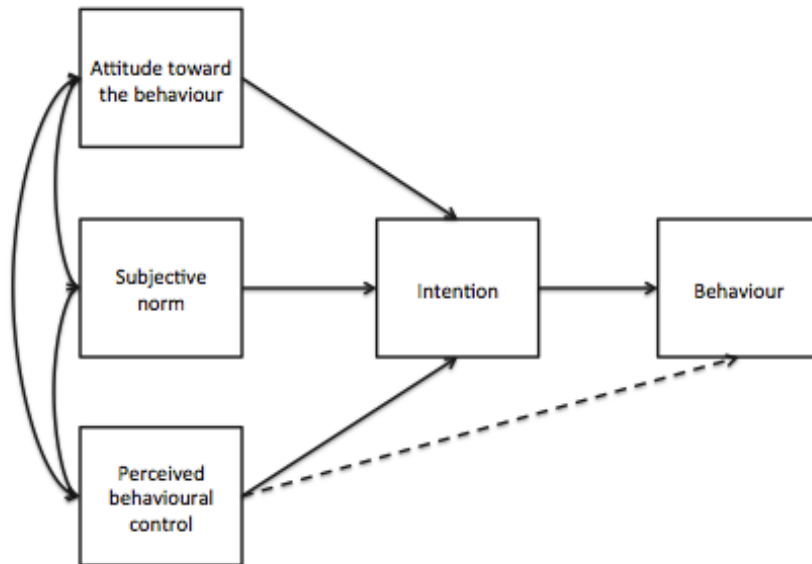 Attitude toward
the behaviour
Subjective
norm
Intention
Behaviour
Perceived
behavioural
control